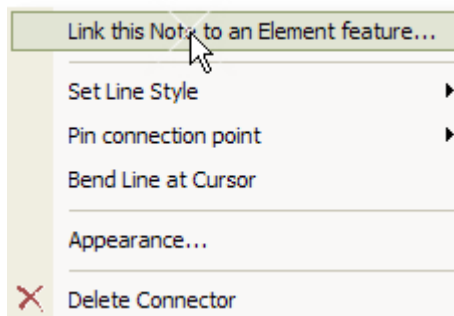 Link this Note to an Element feature...
Set Line Style
Pin connection point
Bend Line at Cursor
Appearance...
Delete Connector